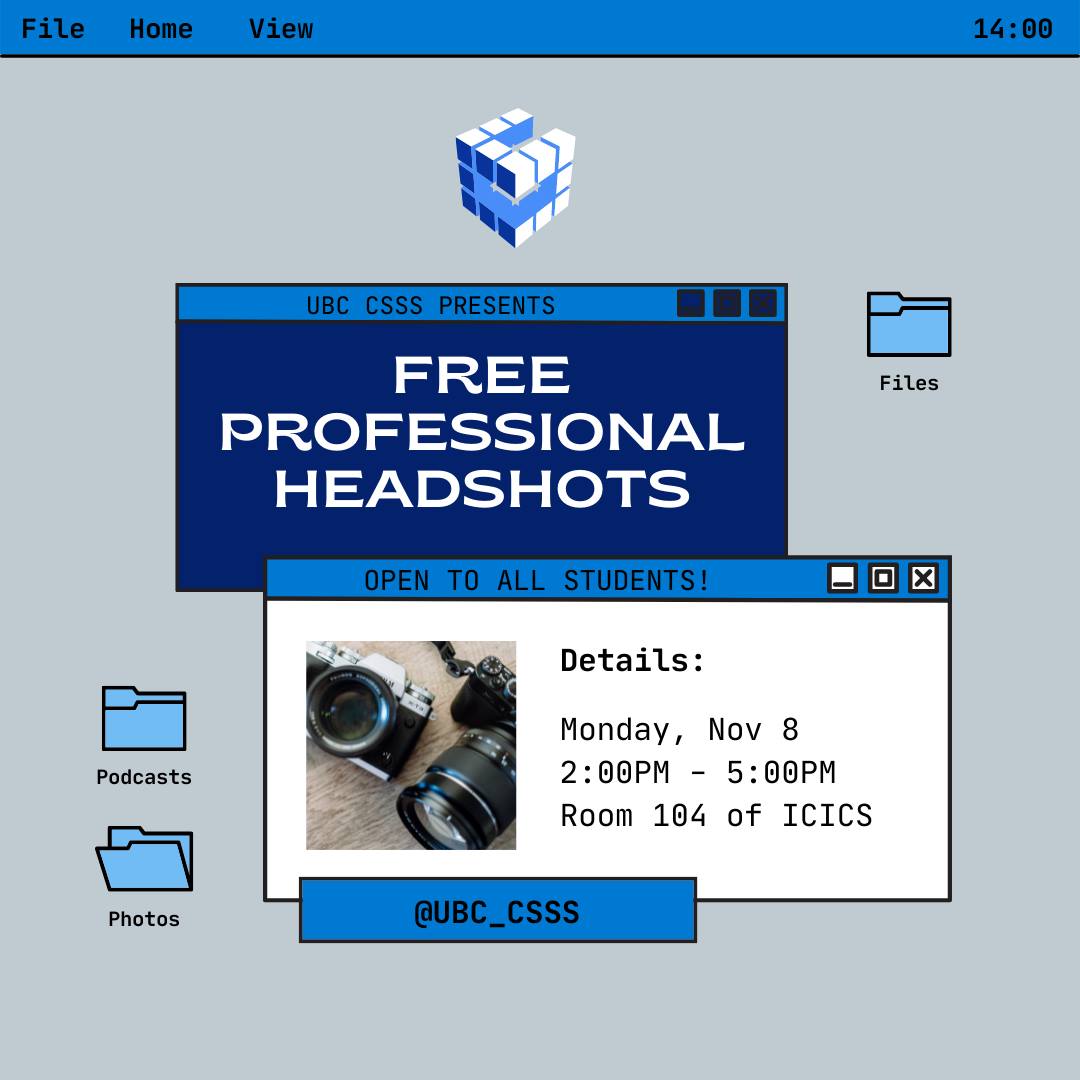 File Home View 14:00
UBC CSSS PRESENTS
FREE
PROFESSIONAL
HEADSHOTS
Files
OPEN TO ALL STUDENTS!
Details:
Monday, Nov 8
2:00PM - 5:00PM
Room 104 of ICICS
Podcasts
Photos
@UBC_CSSS